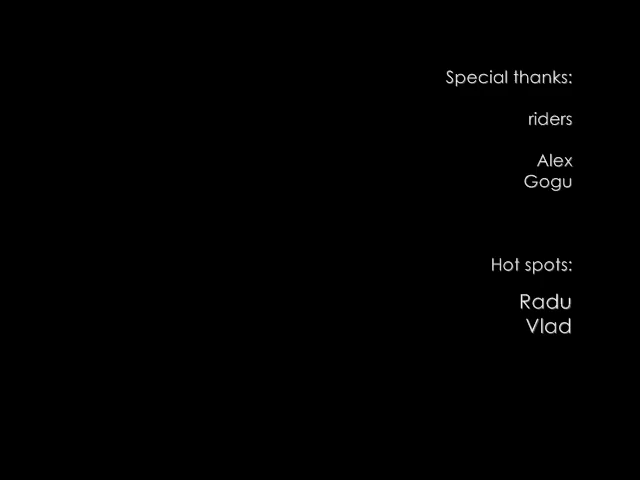 Special thanks:
riders
Alex
Gogu
Hot spots:
Radu
Vlad